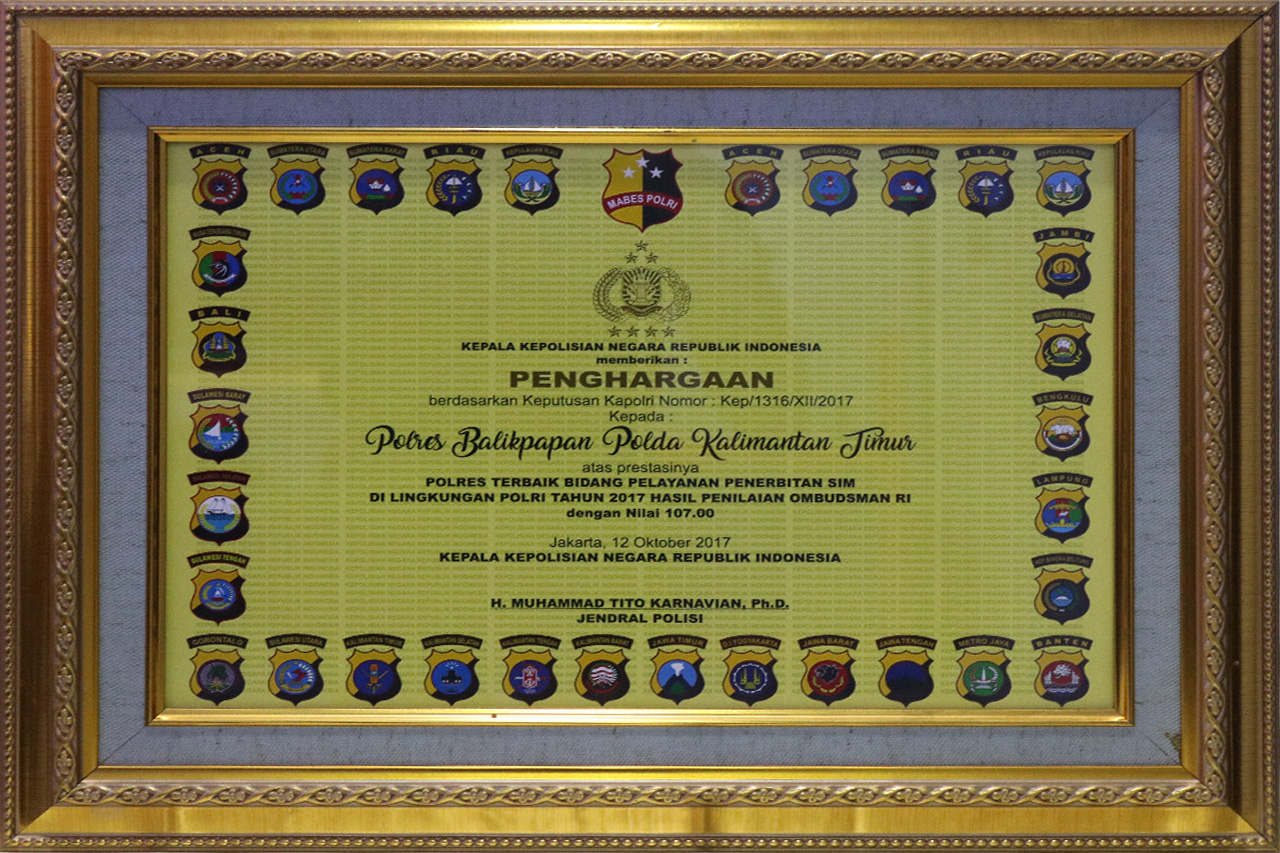 ACEH
SUMATERA UTARA
SUMATERA BARAT
RIAU
KEPULAUAN RIAU
MABES POLRI
ACEH
SUMATERA UTARA
SUMATERA BARAT
RIAU
KEPULAUAN RIAU
NUSA TENGGARA TIMUR
JAMBI
BALI
SUMATERA SELATAN
SULAWESI BARAT
BENGKULU
SULAWESI SELATAN
LAMPUNG
SULAWESI TENGAH
KEP BANGKA BELITUNG
KEPALA KEPOLISIAN NEGARA REPUBLIK INDONESIA
memberikan :
PENGHARGAAN
berdasarkan Keputusan Kapolri Nomor : Kep/1316/XII/2017
Kepada :
Polres Balikpapan Polda Kalimantan Timur
atas prestasinya
POLRES TERBAIK BIDANG PELAYANAN PENERBITAN SIM
DI LINGKUNGAN POLRI TAHUN 2017 HASIL PENILAIAN OMBUDSMAN RI
dengan Nilai 107.00
Jakarta, 12 Oktober 2017
KEPALA KEPOLISIAN NEGARA REPUBLIK INDONESIA
H. MUHAMMAD TITO KARNAVIAN, Ph.D.
JENDRAL POLISI
GORONTALO
SULAWESI UTARA
KALIMANTAN TIMUR
KALIMANTAN SELATAN
KALIMANTAN TENGAH
KALIMANTAN BARAT
JAWA TIMUR
D.I YOGYAKARTA
JAWA BARAT
JAWA TENGAH
METRO JAYA
BANTEN